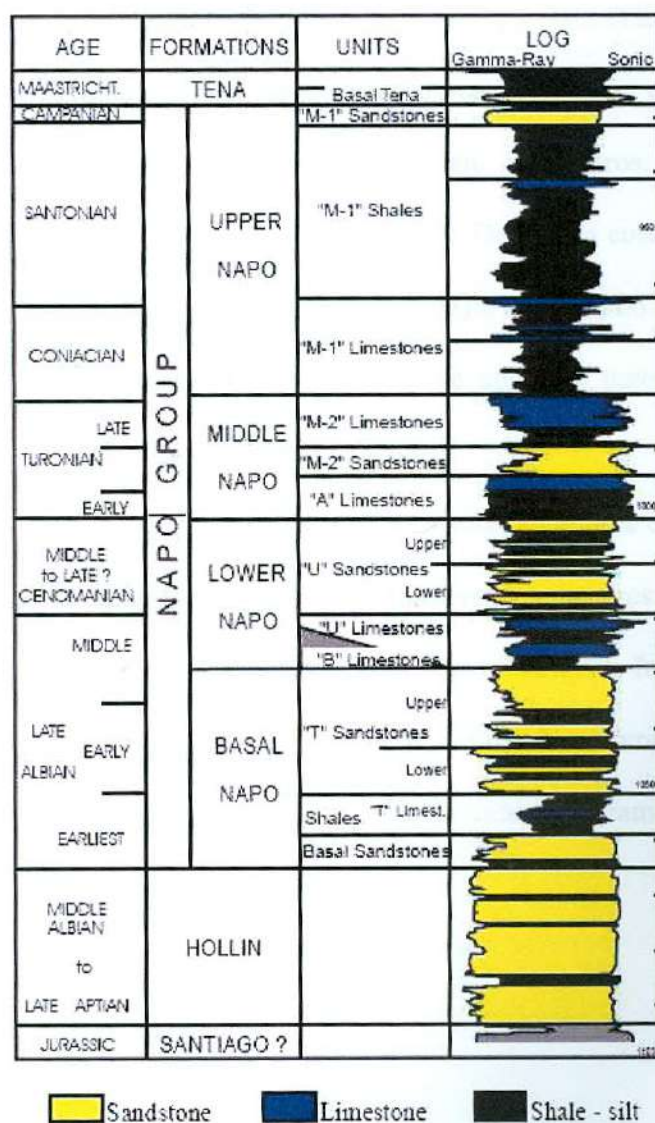 AGE FORMATIONS UNITS LOG
Gamma-Ray Sonic
MAASTRICHT. TENA Basal Tena
CAMPANIAN "M-1" Sandstones
SANTONIAN "M-1" Shales
UPPER
NAPO
CONIACIAN "M-1" Limestones
NAPO GROUP
LATE MIDDLE "M-2" Limestones
TURONIAN NAPO "M-2" Sandstones
EARLY "A" Limestones
MIDDLE LOWER Upper
to LATE ? "U" Sandstones
CENOMANIAN Lower
NAPO "U" Limestones
MIDDLE "B" Limestones
Upper
LATE BASAL "T" Sandstones
EARLY
ALBIAN NAPO Lower
Shales "T" Limest.
EARLIEST Basal Sandstones
MIDDLE
ALBIAN HOLLIN
to
LATE APTIAN
JURASSIC SANTIAGO ?
Sandstone Limestone Shale - silt